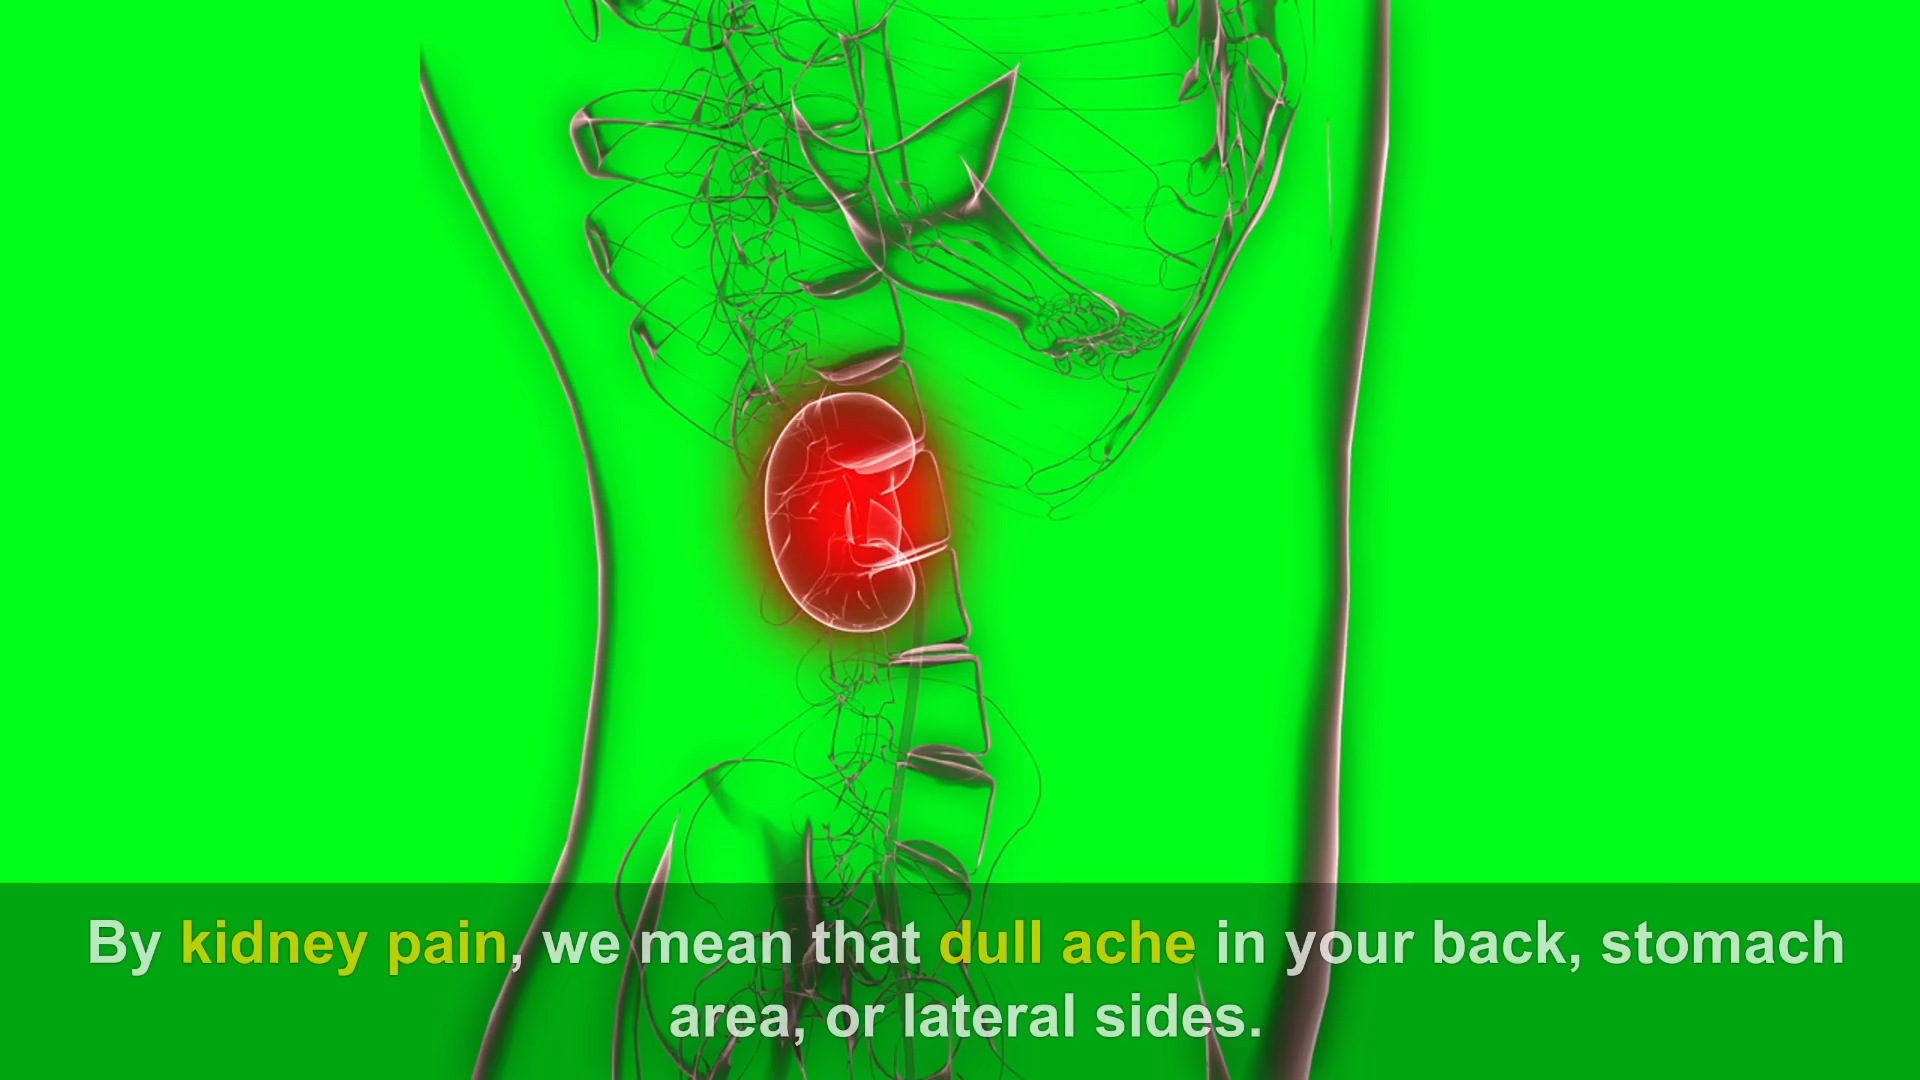 By kidney pain, we mean that dull ache in your back, stomach
area, or lateral sides.